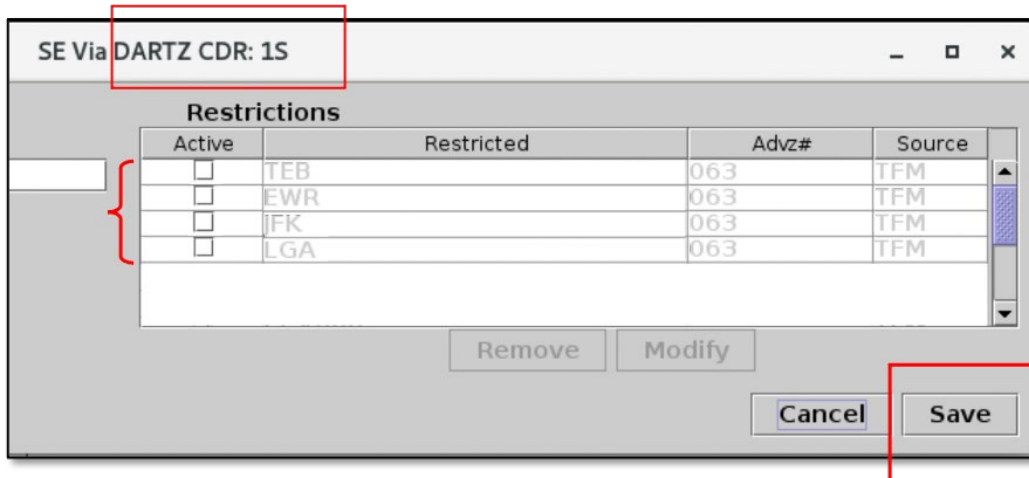 SE Via DARTZ CDR: 1S
Restrictions
Active Restricted Advz# Source
TEB 063 TFM
EWR 063 TFM
JFK 063 TFM
LGA 063 TFM
Remove Modify
Cancel Save